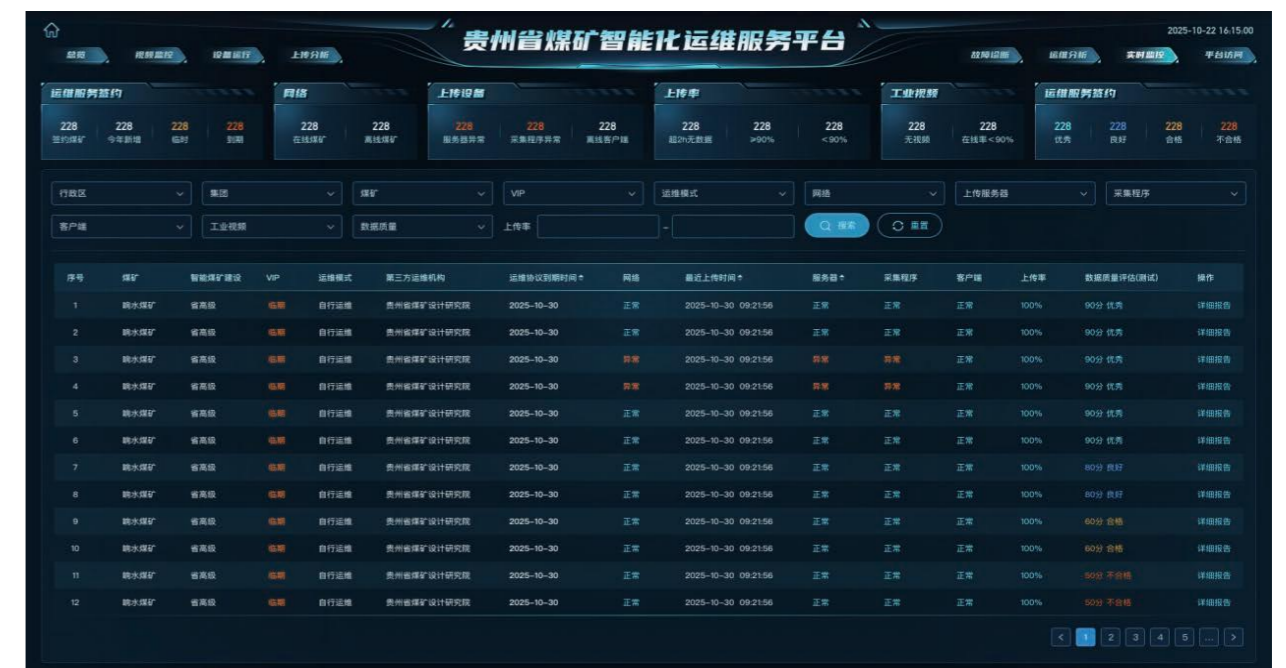 贵州省煤矿智能化运维服务平台
2025-10-22 16:15:00
总览 视频监控 设备运行 上传分析 故障诊断 运维分析 实时监控 平台访问
运维服务签约 网络 上传设备 上传率 工业视频 运维服务签约
228 228 228 228 228 228 228 228 228 228 228 228 228 228 228 228 228 228
签约煤矿 今年新增 临时 到期 在线煤矿 离线煤矿 服务器异常 采集程序异常 离线客户端 超2h无数据 ≥90% <90% 无视频 在线率<90% 优秀 良好 合格 不合格
行政区 集团 煤矿 VIP 运维模式 网络 上传服务器 采集程序
客户端 工业视频 数据质量 上传率 - 搜索 重置
序号 煤矿 智能煤矿建设 VIP 运维模式 第三方运维机构 运维协议到期时间 网络 最近上传时间 服务器 采集程序 客户端 上传率 数据质量评估(测试) 操作
1 响水煤矿 省高级 临期 自行运维 贵州省煤矿设计研究院 2025-10-30 正常 2025-10-30 09:21:56 正常 正常 正常 100% 90分 优秀 详细报告
2 响水煤矿 省高级 临期 自行运维 贵州省煤矿设计研究院 2025-10-30 正常 2025-10-30 09:21:56 正常 正常 正常 100% 90分 优秀 详细报告
3 响水煤矿 省高级 临期 自行运维 贵州省煤矿设计研究院 2025-10-30 异常 2025-10-30 09:21:56 异常 异常 正常 100% 90分 优秀 详细报告
4 响水煤矿 省高级 临期 自行运维 贵州省煤矿设计研究院 2025-10-30 异常 2025-10-30 09:21:56 异常 异常 正常 100% 90分 优秀 详细报告
5 响水煤矿 省高级 临期 自行运维 贵州省煤矿设计研究院 2025-10-30 正常 2025-10-30 09:21:56 正常 正常 正常 100% 90分 优秀 详细报告
6 响水煤矿 省高级 临期 自行运维 贵州省煤矿设计研究院 2025-10-30 正常 2025-10-30 09:21:56 正常 正常 正常 100% 90分 优秀 详细报告
7 响水煤矿 省高级 临期 自行运维 贵州省煤矿设计研究院 2025-10-30 正常 2025-10-30 09:21:56 正常 正常 正常 100% 80分 良好 详细报告
8 响水煤矿 省高级 临期 自行运维 贵州省煤矿设计研究院 2025-10-30 正常 2025-10-30 09:21:56 正常 正常 正常 100% 80分 良好 详细报告
9 响水煤矿 省高级 临期 自行运维 贵州省煤矿设计研究院 2025-10-30 正常 2025-10-30 09:21:56 正常 正常 正常 100% 60分 合格 详细报告
10 响水煤矿 省高级 临期 自行运维 贵州省煤矿设计研究院 2025-10-30 正常 2025-10-30 09:21:56 正常 正常 正常 100% 60分 合格 详细报告
11 响水煤矿 省高级 临期 自行运维 贵州省煤矿设计研究院 2025-10-30 正常 2025-10-30 09:21:56 正常 正常 正常 100% 50分 不合格 详细报告
12 响水煤矿 省高级 临期 自行运维 贵州省煤矿设计研究院 2025-10-30 正常 2025-10-30 09:21:56 正常 正常 正常 100% 50分 不合格 详细报告
< 1 2 3 4 5 ... >